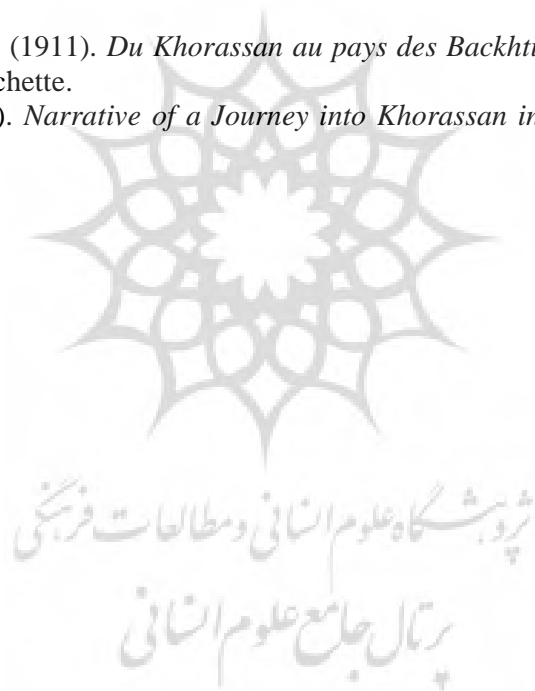 (1911). Du Khorassan au pays des Backhti
chette.
). Narrative of a Journey into Khorassan in
پژوهشگاه علوم انسانی و مطالعات فرهنگی
پرتال جامع علوم انسانی